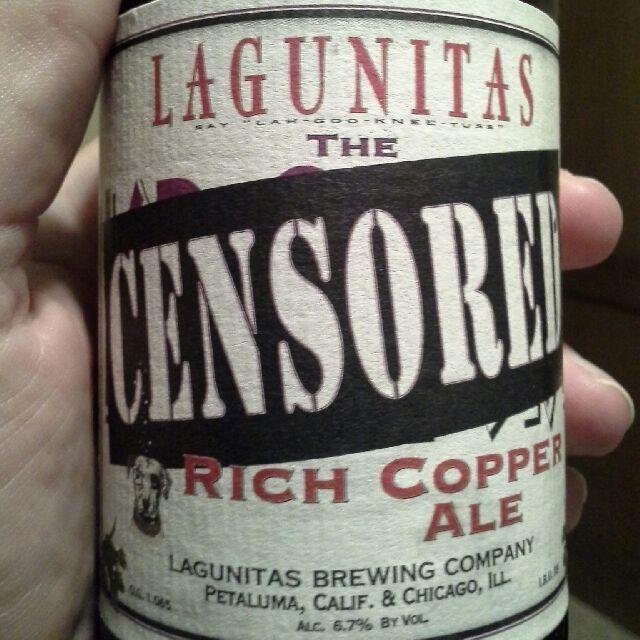 LAGUNITAS
SAY "LAH-GOO-KNEE-TUSS"
THE
CENSORED
RICH COPPER
ALE
LAGUNITAS BREWING COMPANY
PETALUMA, CALIF. & CHICAGO, ILL.
ALC. 6.7% BY VOL.